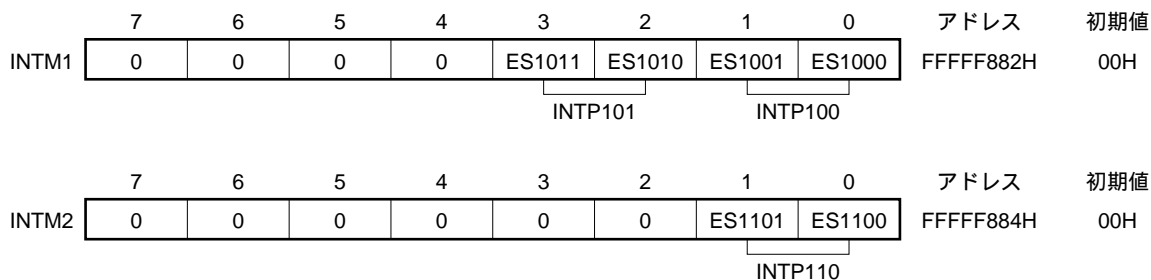 7 6 5 4 3 2 1 0 アドレス 初期値
INTM1 0 0 0 0 ES1011 ES1010 ES1001 ES1000 FFFFF882H 00H
INTP101 INTP100
7 6 5 4 3 2 1 0 アドレス 初期値
INTM2 0 0 0 0 0 0 ES1101 ES1100 FFFFF884H 00H
INTP110